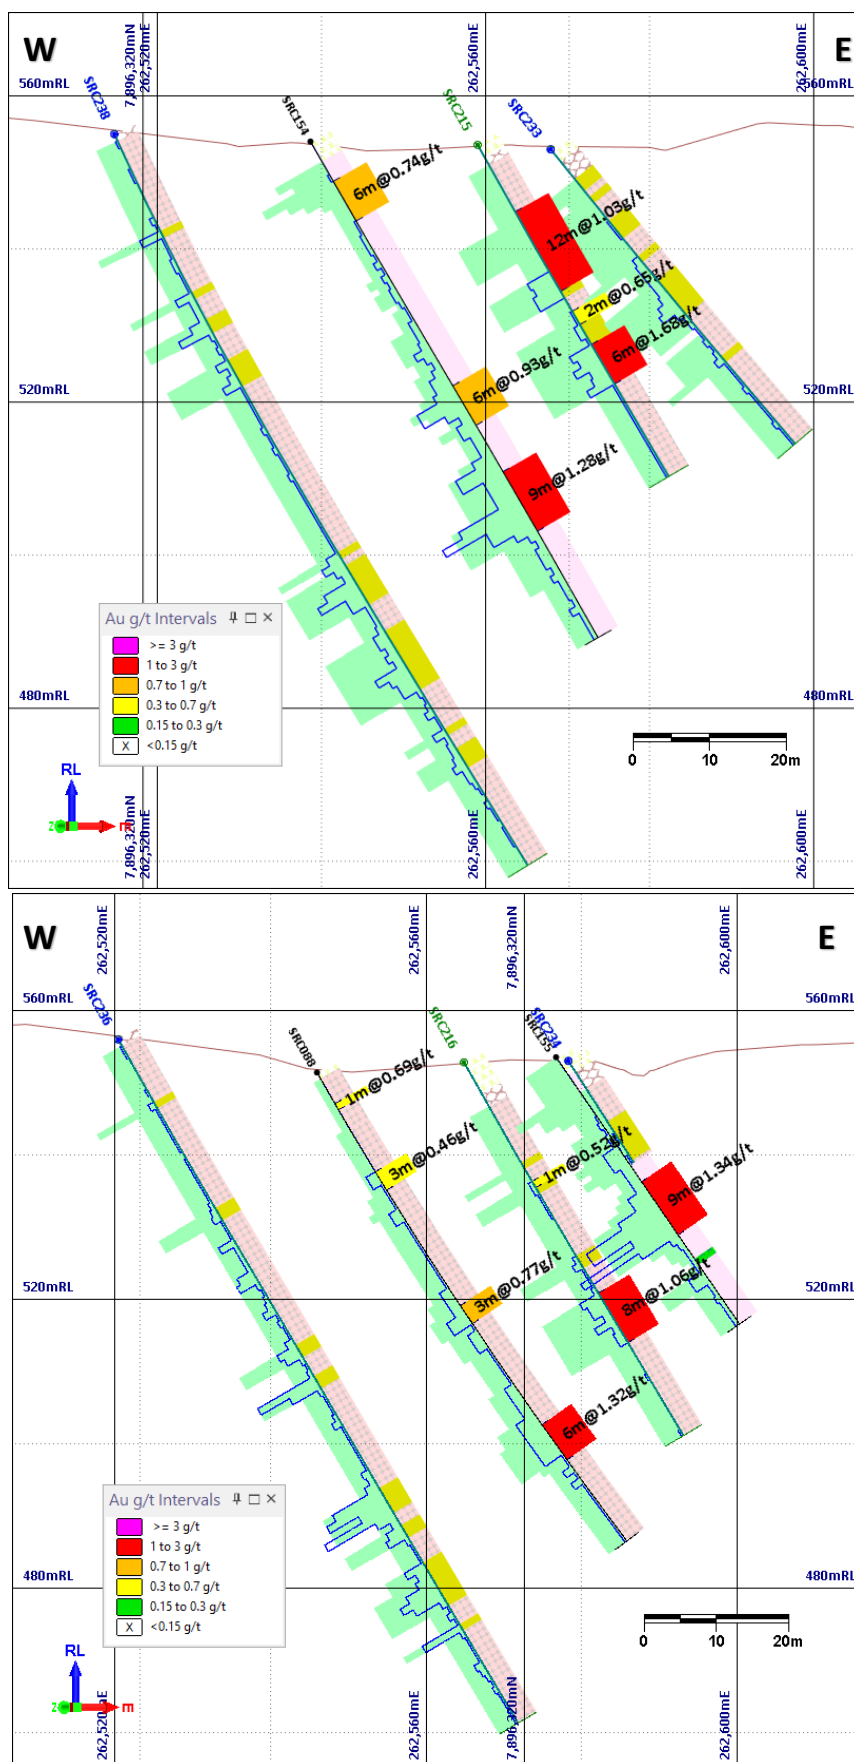 W
E
7,896,320mN
262,520mE
262,560mE
262,600mE
560mRL
560mRL
SRC238
SRC154
SRC215
SRC233
6m@0.74g/t
12m@1.03g/t
2m@0.65g/t
6m@1.68g/t
6m@0.93g/t
9m@1.28g/t
520mRL
520mRL
Au g/t Intervals
>= 3 g/t
1 to 3 g/t
0.7 to 1 g/t
0.3 to 0.7 g/t
0.15 to 0.3 g/t
X <0.15 g/t
480mRL
480mRL
0 10 20m
RL
Z E
7,896,320mN
262,520mE
262,560mE
262,600mE
W
E
262,520mE
262,560mE
7,896,320mN
262,600mE
560mRL
560mRL
SRC236
SRC088
SRC216
SRC155
SRC234
1m@0.69g/t
3m@0.46g/t
1m@0.52g/t
9m@1.34g/t
3m@0.77g/t
8m@1.06g/t
6m@1.32g/t
520mRL
520mRL
Au g/t Intervals
>= 3 g/t
1 to 3 g/t
0.7 to 1 g/t
0.3 to 0.7 g/t
0.15 to 0.3 g/t
X <0.15 g/t
480mRL
480mRL
0 10 20m
RL
Z E
262,520mE
262,560mE
7,896,320mN
262,600mE